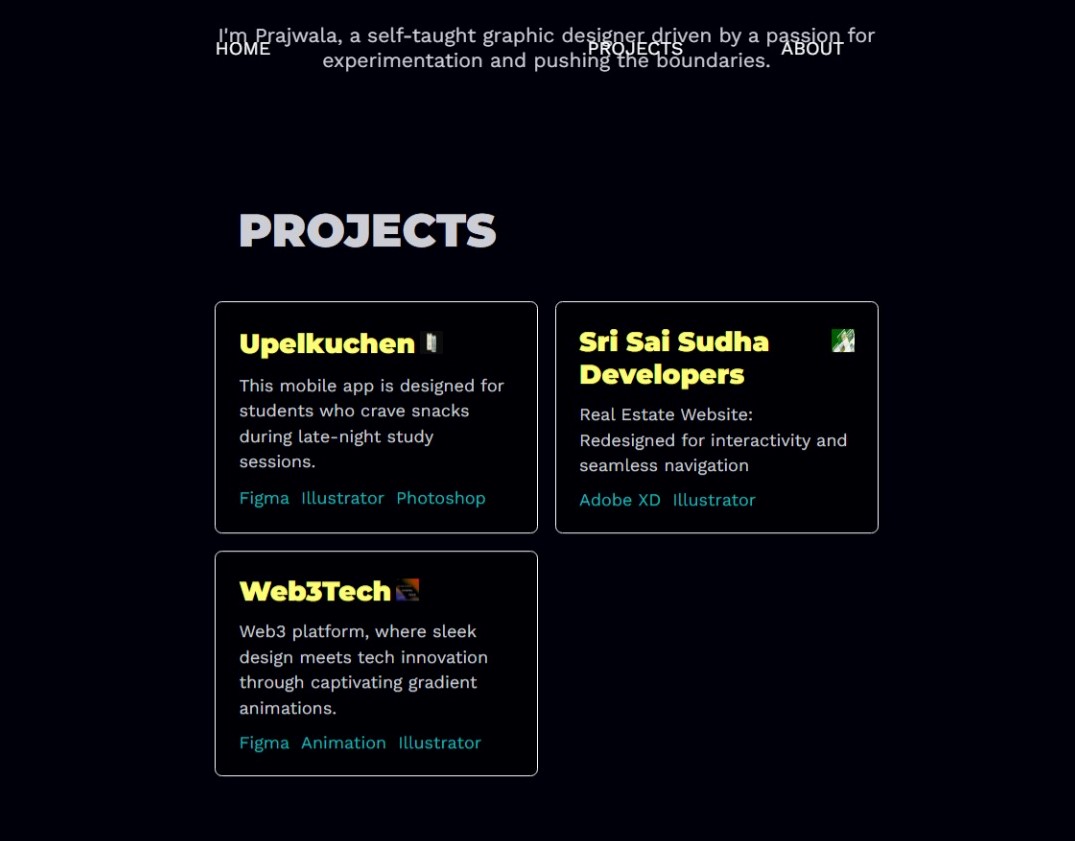 I'm Prajwala, a self-taught graphic designer driven by a passion for
HOME PROJECTS ABOUT
experimentation and pushing the boundaries.
PROJECTS
Upelkuchen
This mobile app is designed for
students who crave snacks
during late-night study
sessions.
Figma Illustrator Photoshop
Sri Sai Sudha
Developers
Real Estate Website:
Redesigned for interactivity and
seamless navigation
Adobe XD Illustrator
Web3Tech
Web3 platform, where sleek
design meets tech innovation
through captivating gradient
animations.
Figma Animation Illustrator